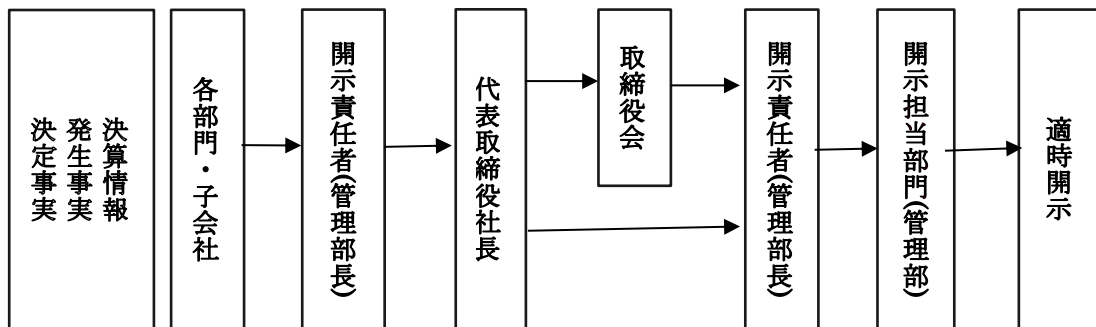 決算情報
発生事実
決定事実
各部門・子会社
開示責任者(管理部長)
代表取締役社長
取締役会
開示責任者(管理部長)
開示担当部門(管理部)
適時開示